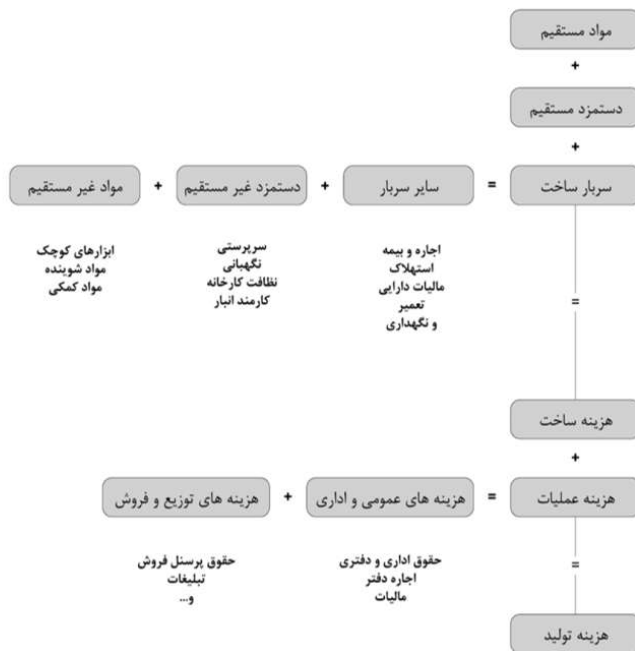 مواد مستقیم
+
دستمزد مستقیم
+
سربار ساخت = سایر سربار + دستمزد غیر مستقیم + مواد غیر مستقیم
اجاره و بیمه
استهلاک
مالیات دارایی
تعمیر
و نگهداری
سرپرستی
نگهبانی
نظافت کارخانه
کارمند انبار
ابزارهای کوچک
مواد شوینده
مواد کمکی
=
هزینه ساخت
+
هزینه عملیات = هزینه های عمومی و اداری + هزینه های توزیع و فروش
حقوق اداری و دفتری
اجاره دفتر
مالیات
حقوق پرسنل فروش
تبلیغات
و...
=
هزینه تولید